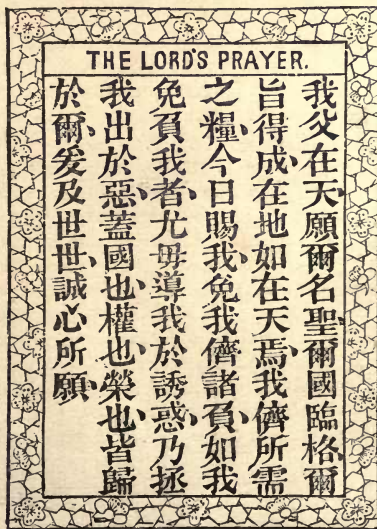 THE LORD'S PRAYER.
我父在天、願爾名聖、爾國臨格、爾
旨得成、在地如在天焉、我儕所需
之糧、今日賜我、免我儕諸負、如我
免負我者、尤毋導我於誘惑、乃拯
我出於惡、蓋國也、權也、榮也、皆歸
於爾、爰及世世、誠心所願、